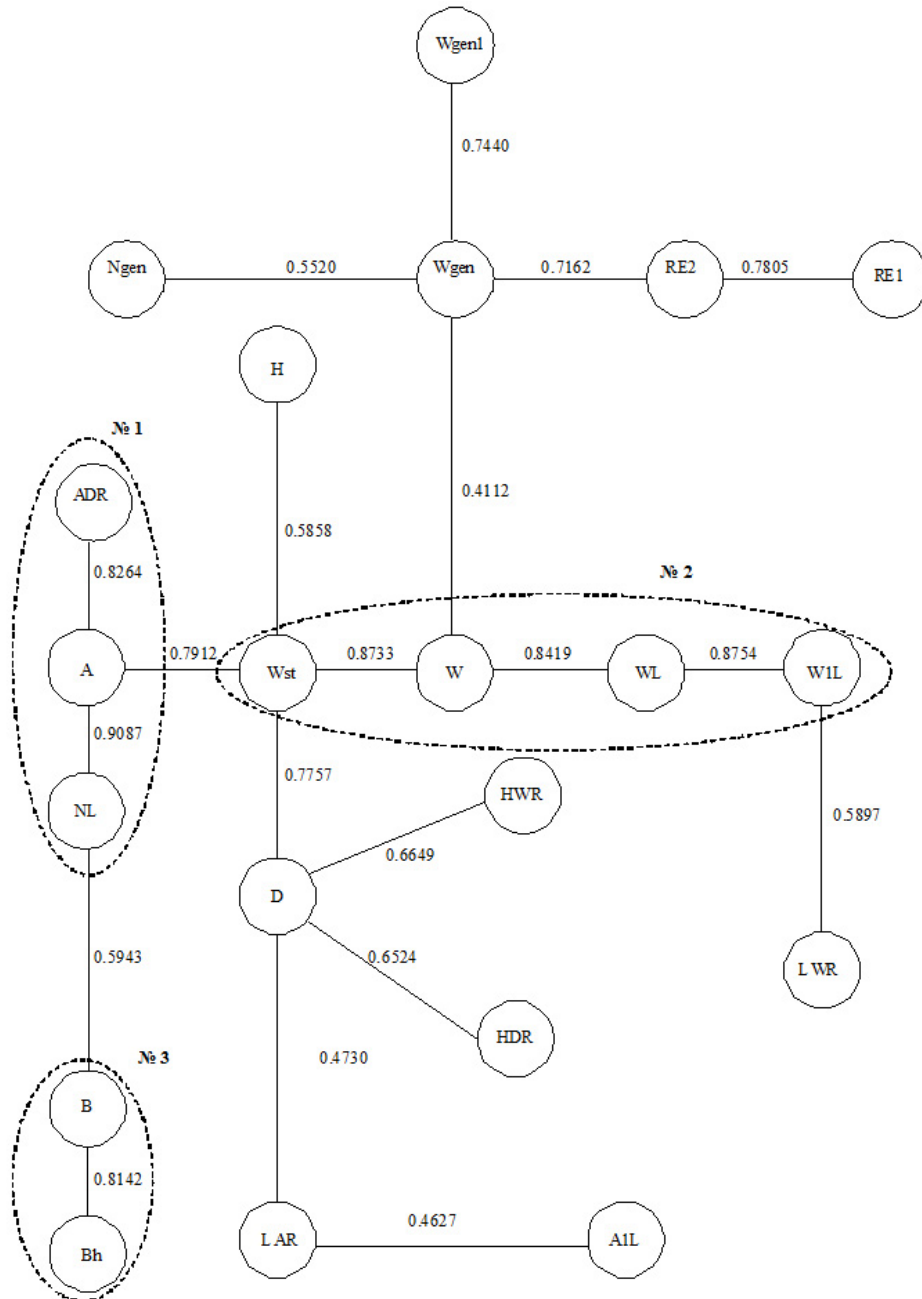 Wgen1
0.7440
Ngen
0.5520
Wgen
0.7162
RE2
0.7805
RE1
H
№ 1
ADR
0.4112
0.5858
0.8264
№ 2
A
0.7912
Wst
0.8733
W
0.8419
WL
0.8754
W1L
0.9087
NL
0.7757
HWR
0.5897
0.6649
D
0.5943
0.6524
L WR
HDR
0.4730
№ 3
B
0.8142
0.4627
L AR
A1L
Bh